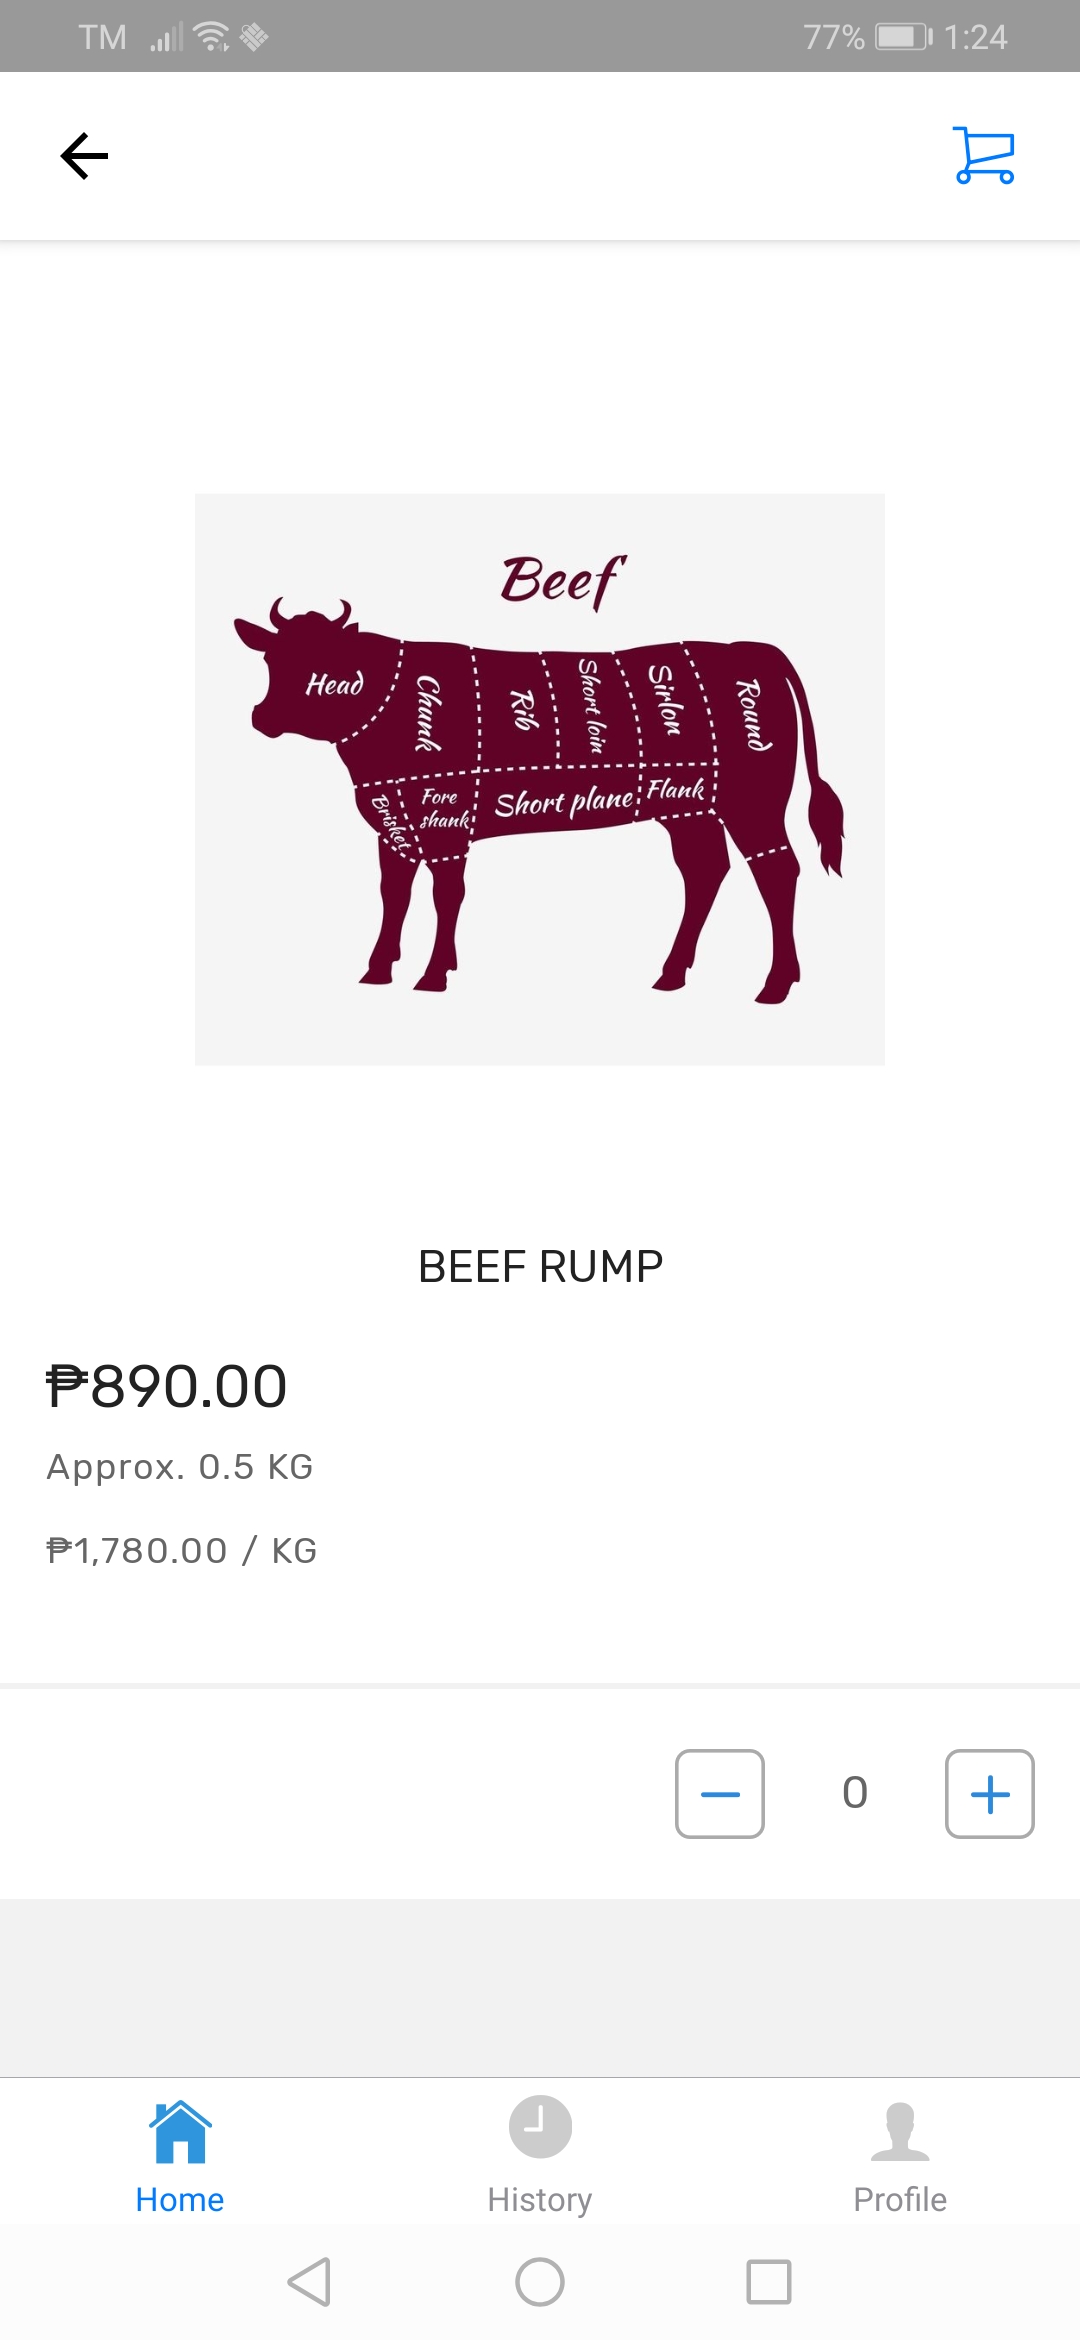 TM 77% 1:24
Beef
Head
Chunk
Rib
Short loin
Sirlon
Round
Brisket
Fore
shank
Short plane
Flank
BEEF RUMP
₱890.00
Approx. 0.5 KG
₱1,780.00 / KG
0
Home History Profile